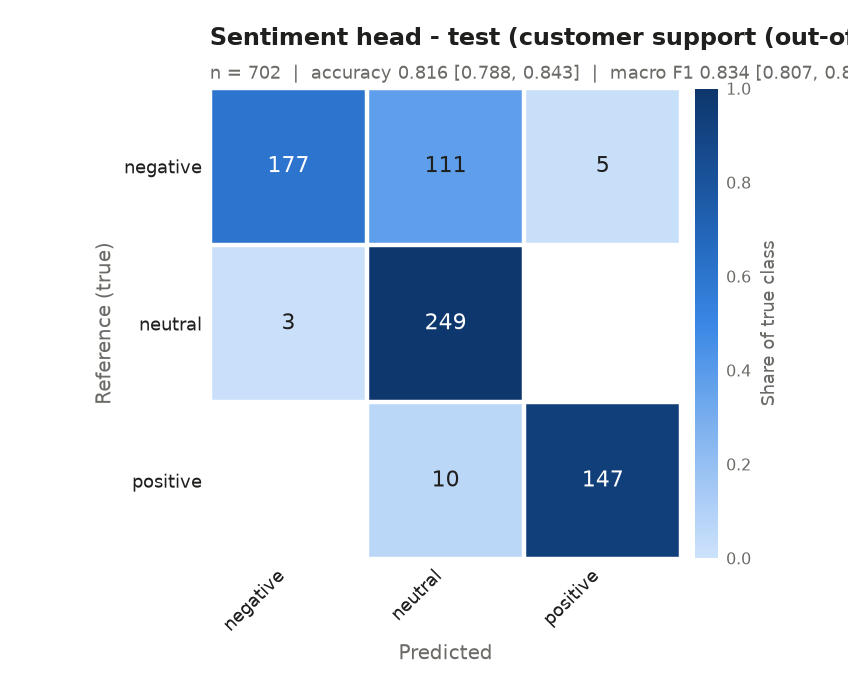 Sentiment head - test (customer support (out-of
n = 702 | accuracy 0.816 [0.788, 0.843] | macro F1 0.834 [0.807, 0.8
1.0
negative 177 111 5
0.8
0.6
neutral 3 249
0.4
0.2
positive 10 147
0.0
Reference (true)
Share of true class
negative neutral positive
Predicted